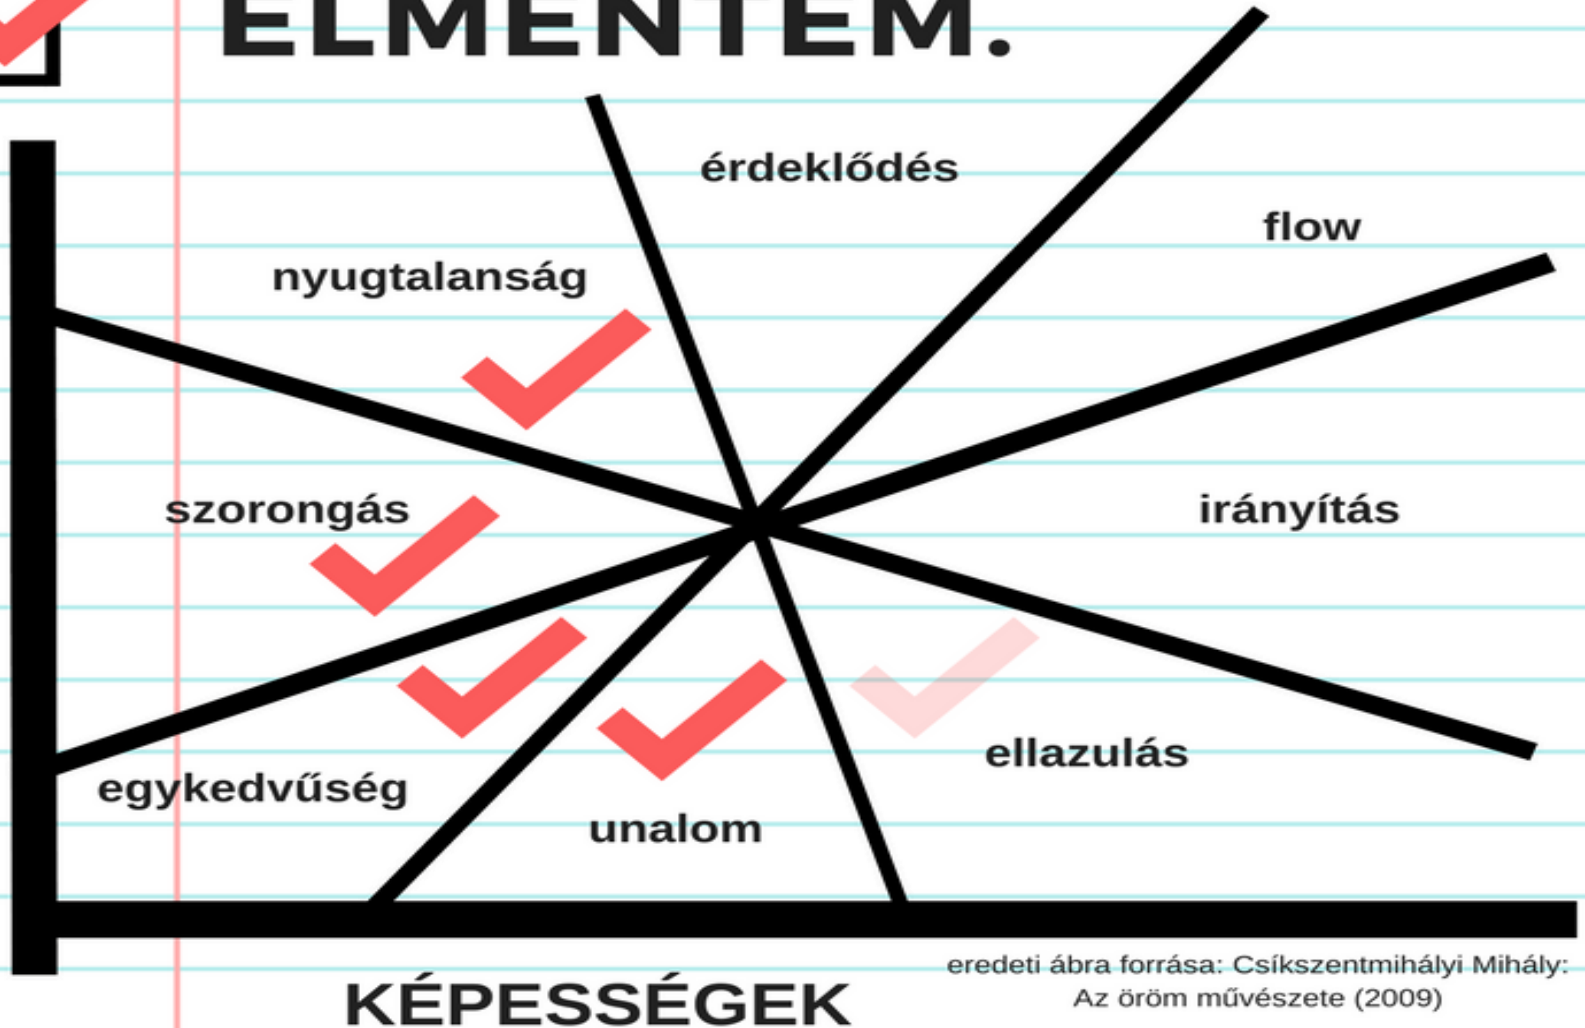 ELMENTEM.
érdeklődés
flow
nyugtalanság
szorongás
irányítás
ellazulás
egykedvűség
unalom
eredeti ábra forrása: Csíkszentmihályi Mihály:
Az öröm művészete (2009)
KÉPESSÉGEK